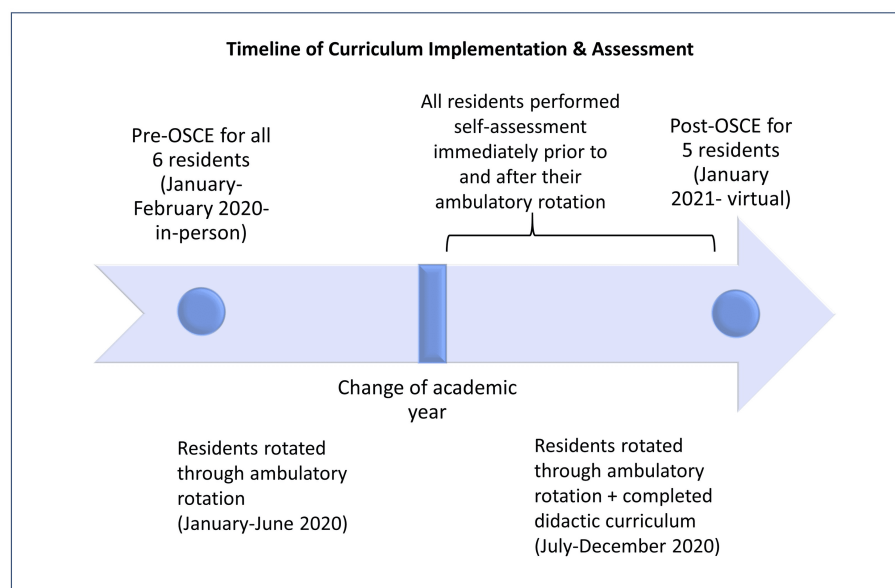 Timeline of Curriculum Implementation & Assessment
Pre-OSCE for all
6 residents
(January-
February 2020-
in-person)
All residents performed
self-assessment
immediately prior to
and after their
ambulatory rotation
Post-OSCE for
5 residents
(January
2021- virtual)
Change of academic
year
Residents rotated
through ambulatory
rotation
(January-June 2020)
Residents rotated
through ambulatory
rotation + completed
didactic curriculum
(July-December 2020)